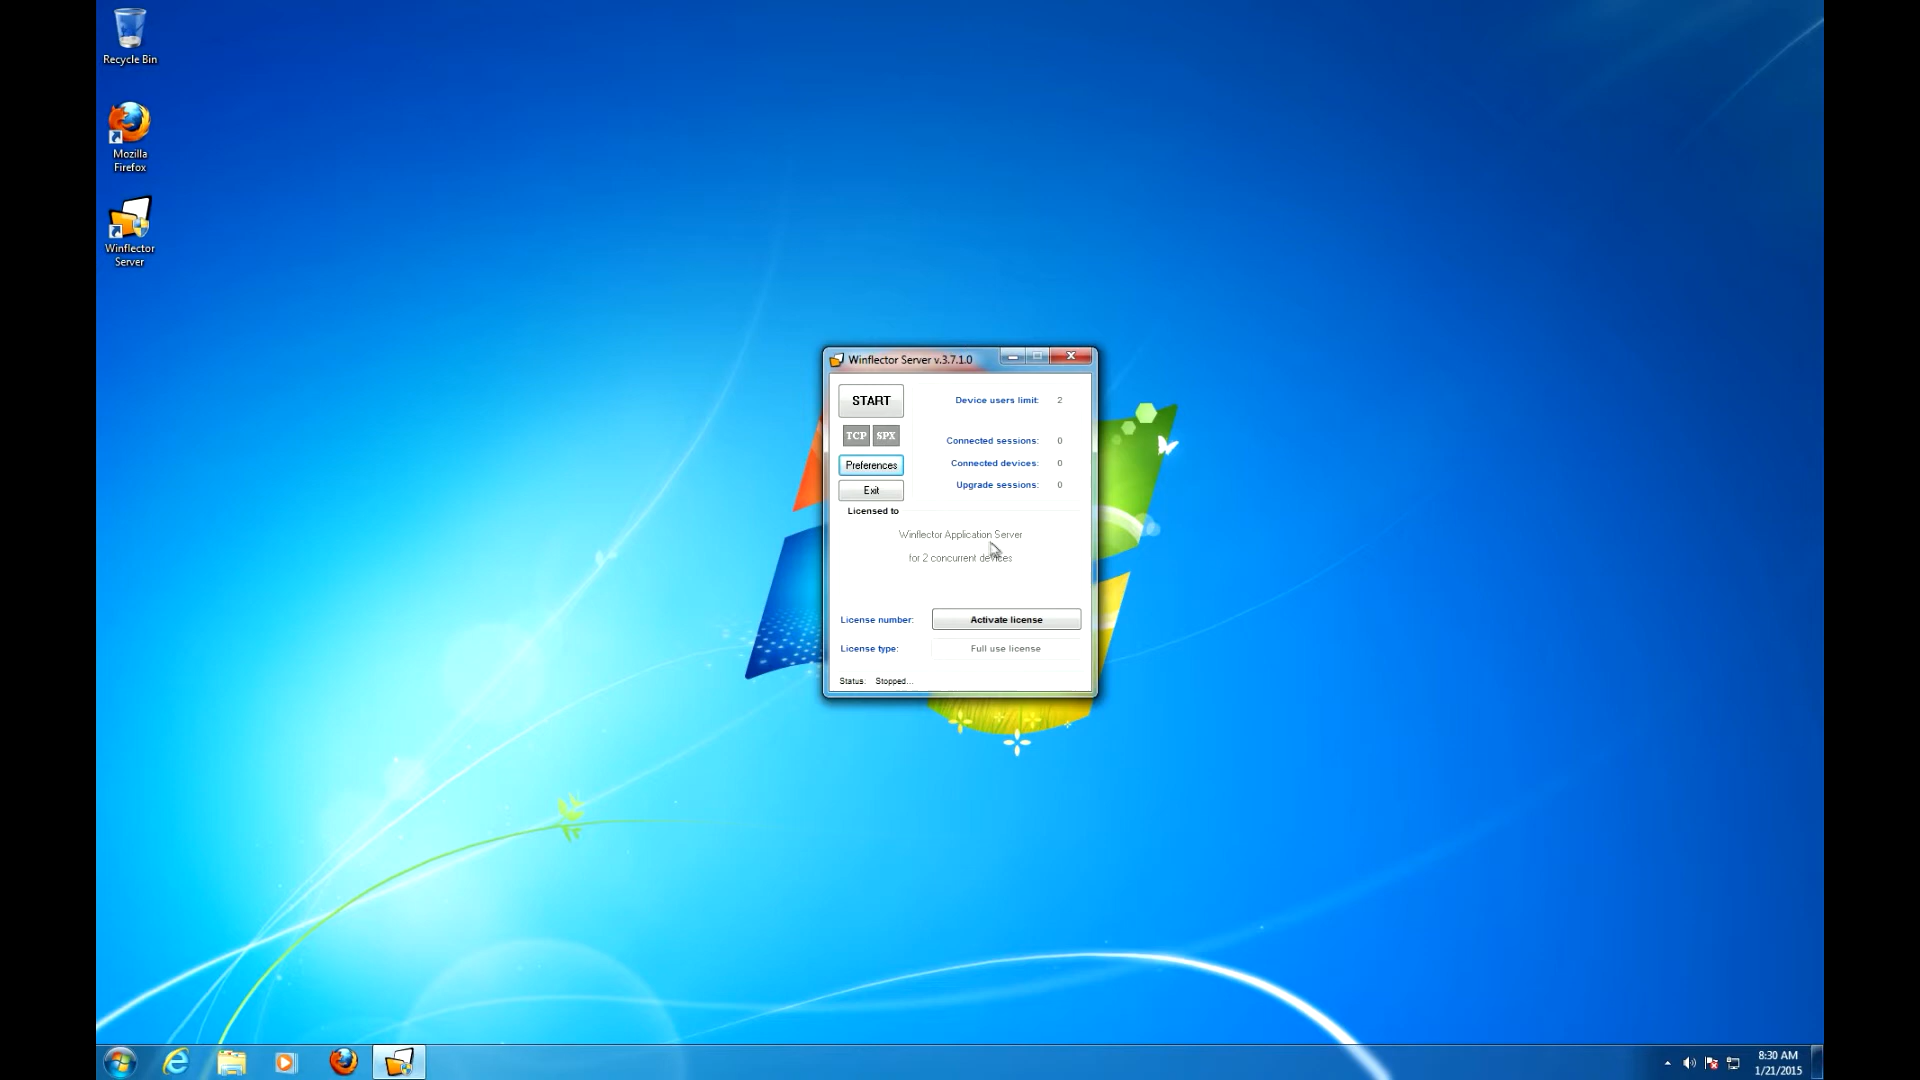 Recycle Bin
Mozilla
Firefox
Winflector
Server
Winflector Server v.3.7.1.0
START
Device users limit: 2
TCP SPX
Connected sessions: 0
Preferences
Connected devices: 0
Exit
Upgrade sessions: 0
Licensed to
Winflector Application Server
for 2 concurrent devices
License number: Activate license
License type: Full use license
Status: Stopped...
8:30 AM
1/21/2015